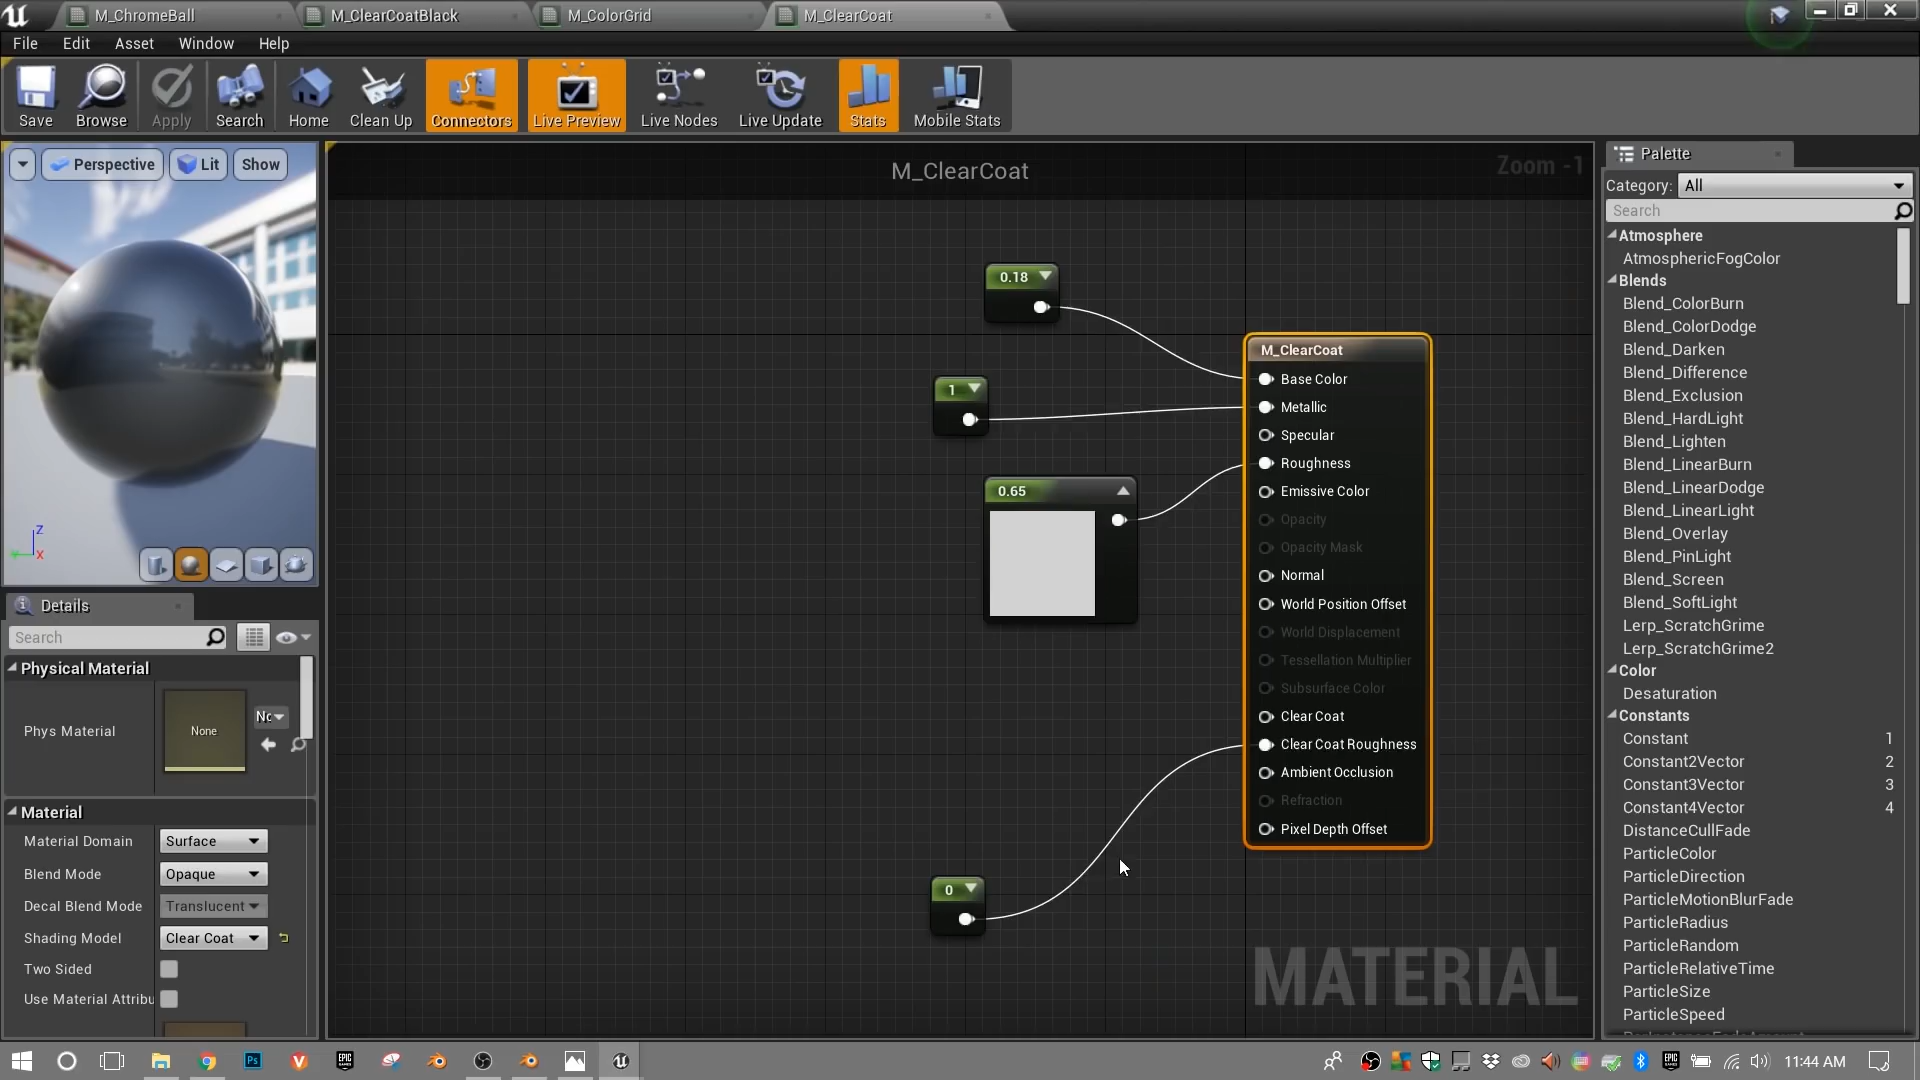 M_ChromeBall
M_ClearCoatBlack
M_ColorGrid
M_ClearCoat
File
Edit
Asset
Window
Help
Save
Browse
Apply
Search
Home
Clean Up
Connectors
Live Preview
Live Nodes
Live Update
Stats
Mobile Stats
Perspective
Lit
Show
Z
X
Details
Search
Physical Material
Phys Material
None
Nc
Material
Material Domain
Surface
Blend Mode
Opaque
Decal Blend Mode
Translucent
Shading Model
Clear Coat
Two Sided
Use Material Attribu
M_ClearCoat
Zoom -1
0.18
1
0.65
0
M_ClearCoat
Base Color
Metallic
Specular
Roughness
Emissive Color
Opacity
Opacity Mask
Normal
World Position Offset
World Displacement
Tessellation Multiplier
Subsurface Color
Clear Coat
Clear Coat Roughness
Ambient Occlusion
Refraction
Pixel Depth Offset
MATERIAL
Palette
Category:
All
Search
Atmosphere
AtmosphericFogColor
Blends
Blend_ColorBurn
Blend_ColorDodge
Blend_Darken
Blend_Difference
Blend_Exclusion
Blend_HardLight
Blend_Lighten
Blend_LinearBurn
Blend_LinearDodge
Blend_LinearLight
Blend_Overlay
Blend_PinLight
Blend_Screen
Blend_SoftLight
Lerp_ScratchGrime
Lerp_ScratchGrime2
Color
Desaturation
Constants
Constant 1
Constant2Vector 2
Constant3Vector 3
Constant4Vector 4
DistanceCullFade
ParticleColor
ParticleDirection
ParticleMotionBlurFade
ParticleRadius
ParticleRandom
ParticleRelativeTime
ParticleSize
ParticleSpeed
Ps
EPIC
EPIC
11:44 AM